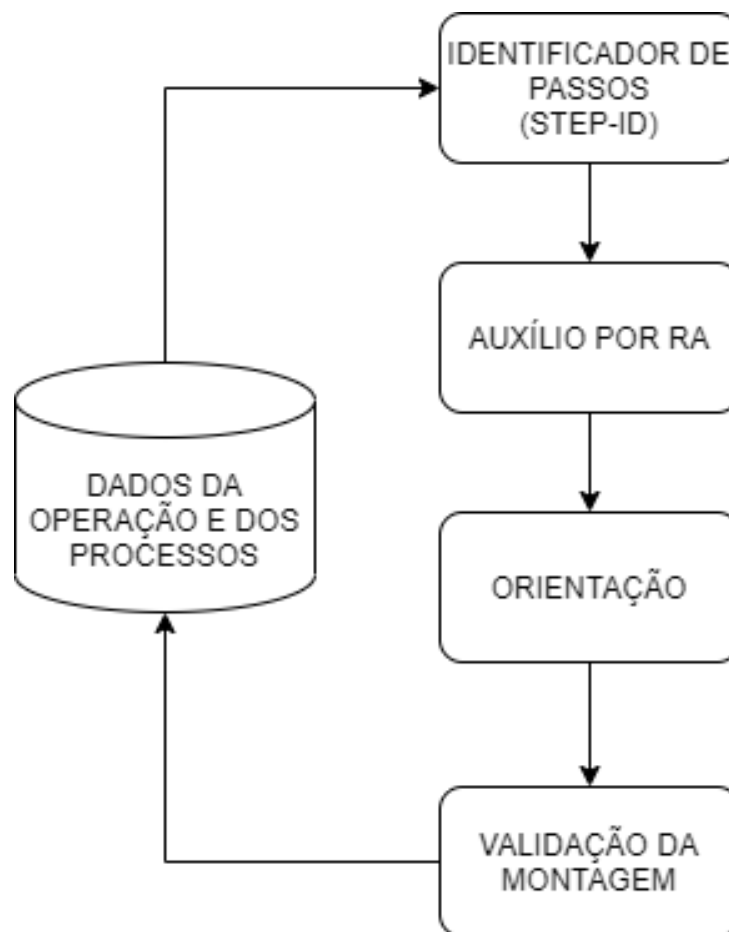 IDENTIFICADOR DE
PASSOS
(STEP-ID)
AUXÍLIO POR RA
DADOS DA
OPERAÇÃO E DOS
PROCESSOS
ORIENTAÇÃO
VALIDAÇÃO DA
MONTAGEM